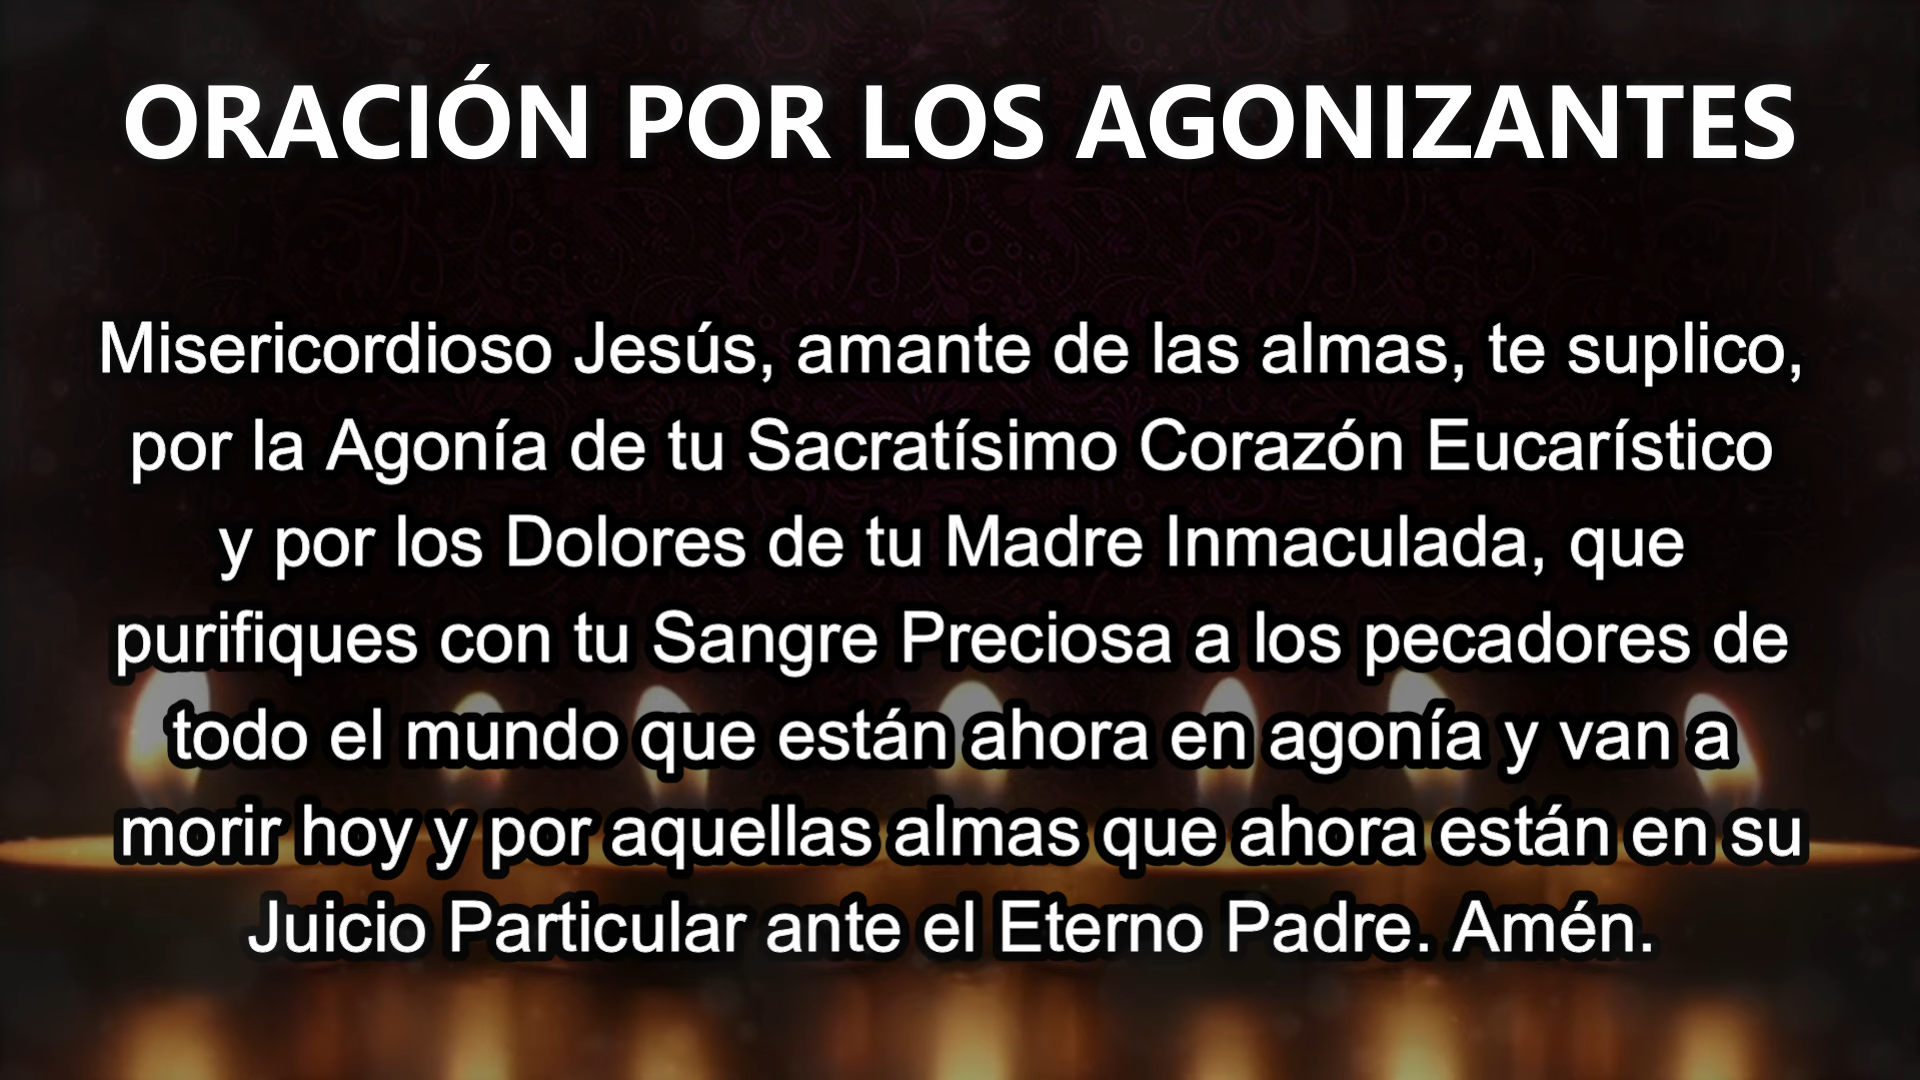 ORACIÓN POR LOS AGONIZANTES
Misericordioso Jesús, amante de las almas, te suplico,
por la Agonía de tu Sacratísimo Corazón Eucarístico
y por los Dolores de tu Madre Inmaculada, que
purifiques con tu Sangre Preciosa a los pecadores de
todo el mundo que están ahora en agonía y van a
morir hoy y por aquellas almas que ahora están en su
Juicio Particular ante el Eterno Padre. Amén.